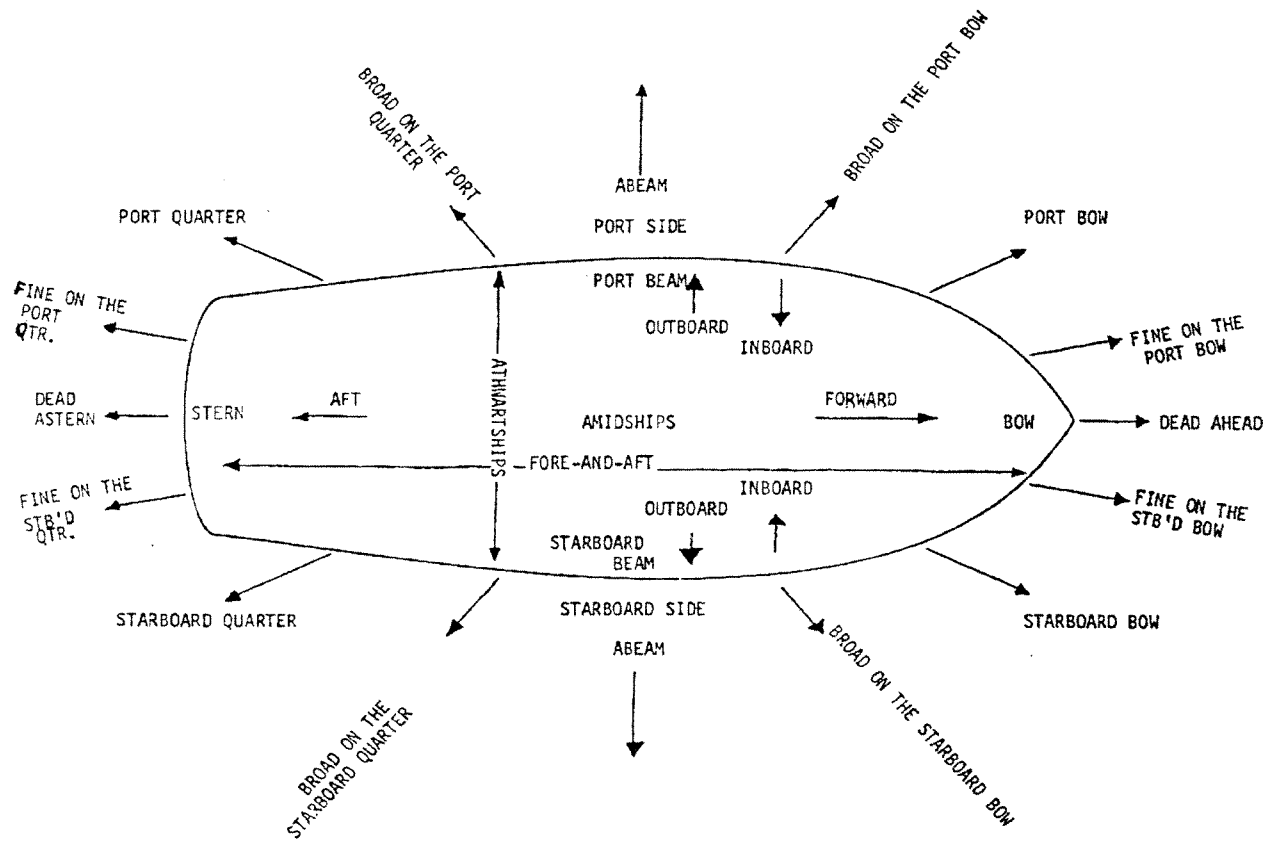 BROAD ON THE PORT
QUARTER
BROAD ON THE PORT BOW
ABEAM
PORT QUARTER
PORT SIDE
PORT BOW
PORT BEAM
FINE ON THE
PORT
QTR.
OUTBOARD
INBOARD
FINE ON THE
PORT BOW
DEAD
ASTERN
STERN
AFT
ATHWARTSHIPS
AMIDSHIPS
FORWARD
BOW
DEAD AHEAD
FORE-AND-AFT
FINE ON THE
STB'D
QTR.
INBOARD
OUTBOARD
FINE ON THE
STB'D BOW
STARBOARD
BEAM
STARBOARD QUARTER
STARBOARD SIDE
STARBOARD BOW
ABEAM
BROAD ON THE
STARBOARD QUARTER
BROAD ON THE STARBOARD BOW